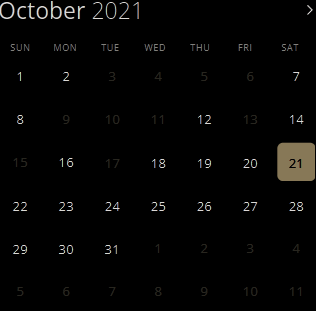 October 2021
SUN MON TUE WED THU FRI SAT
1 2 3 4 5 6 7
8 9 10 11 12 13 14
15 16 17 18 19 20 21
22 23 24 25 26 27 28
29 30 31 1 2 3 4
5 6 7 8 9 10 11